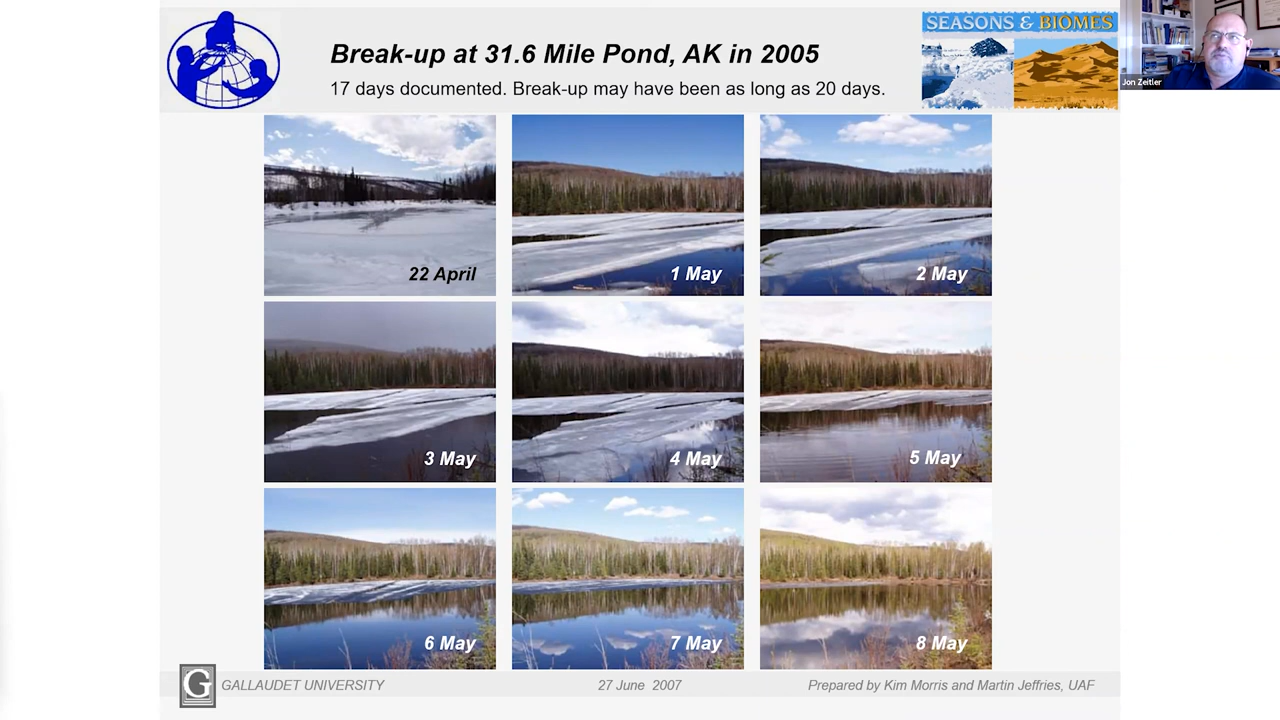 Break-up at 31.6 Mile Pond, AK in 2005
17 days documented. Break-up may have been as long as 20 days.
SEASONS & BIOMES
Jon Zeitler
22 April
1 May
2 May
3 May
4 May
5 May
6 May
7 May
8 May
G
GALLAUDET UNIVERSITY
27 June 2007
Prepared by Kim Morris and Martin Jeffries, UAF